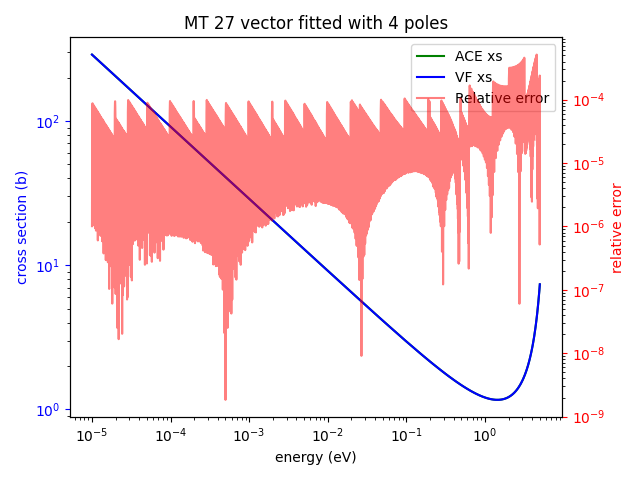 MT 27 vector fitted with 4 poles
ACE xs
VF xs
Relative error
cross section (b)
10²
10¹
10⁰
relative error
10⁻⁴
10⁻⁵
10⁻⁶
10⁻⁷
10⁻⁸
10⁻⁹
10⁻⁵ 10⁻⁴ 10⁻³ 10⁻² 10⁻¹ 10⁰
energy (eV)